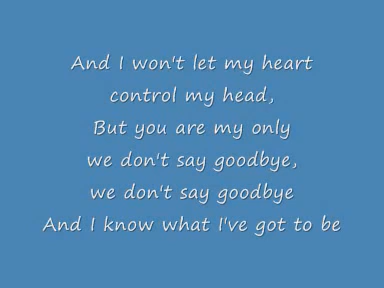 And I won't let my heart
control my head,
But you are my only
we don't say goodbye,
we don't say goodbye
And I know what I've got to be